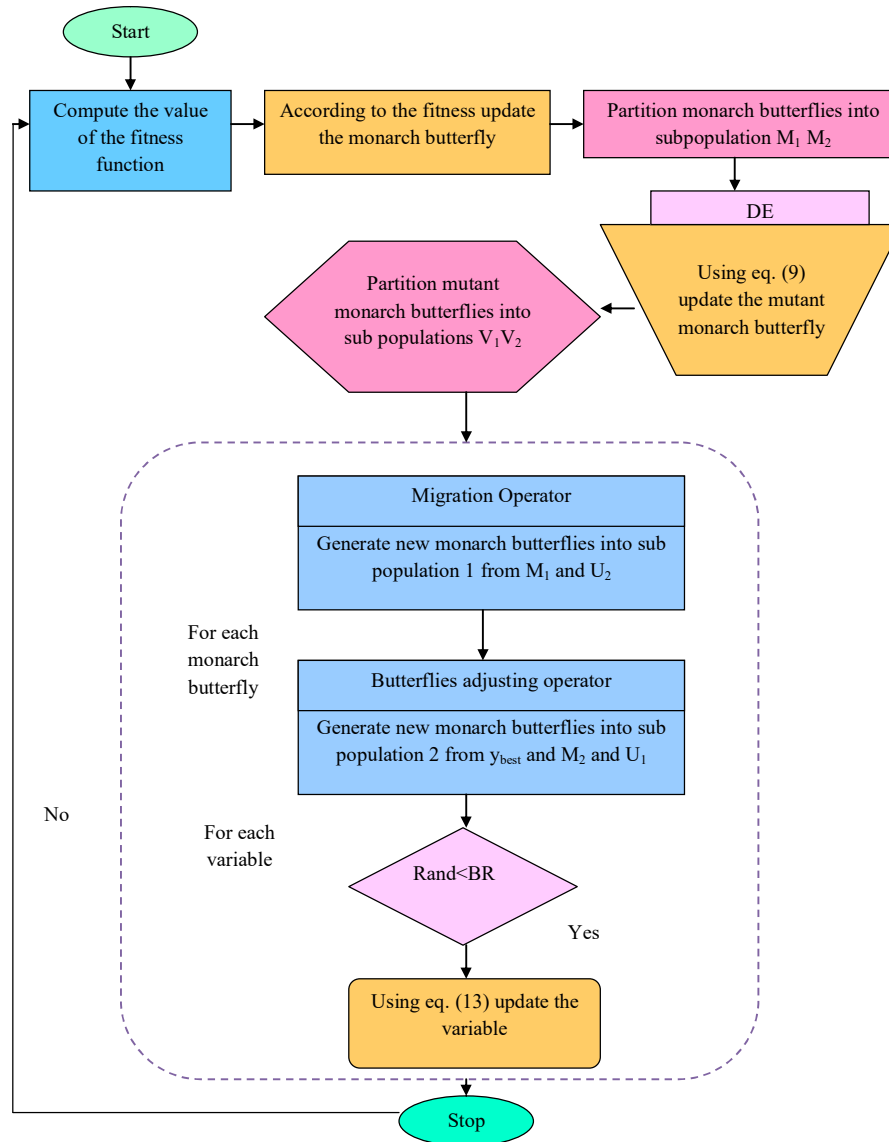 Start
Compute the value
of the fitness
function
According to the fitness update
the monarch butterfly
Partition monarch butterflies into
subpopulation M₁ M₂
DE
Using eq. (9)
update the mutant
monarch butterfly
Partition mutant
monarch butterflies into
sub populations V₁V₂
Migration Operator
Generate new monarch butterflies into sub
population 1 from M₁ and U₂
For each
monarch
butterfly
Butterflies adjusting operator
Generate new monarch butterflies into sub
population 2 from y_best and M₂ and U₁
No
For each
variable
Rand<BR
Yes
Using eq. (13) update the
variable
Stop